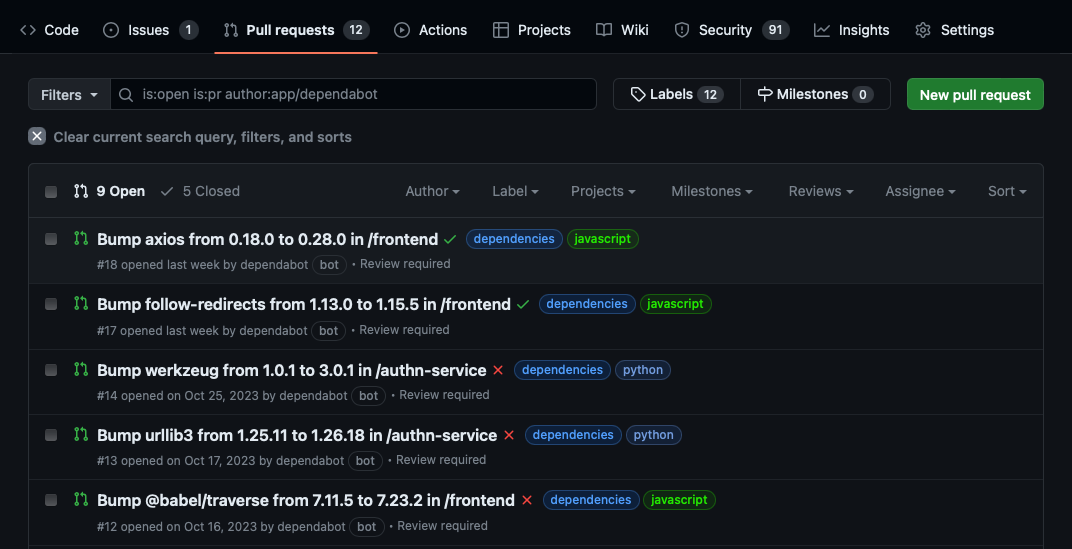 Code Issues 1 Pull requests 12 Actions Projects Wiki Security 91 Insights Settings
Filters is:open is:pr author:app/dependabot Labels 12 Milestones 0 New pull request
Clear current search query, filters, and sorts
9 Open 5 Closed Author Label Projects Milestones Reviews Assignee Sort
Bump axios from 0.18.0 to 0.28.0 in /frontend dependencies javascript
#18 opened last week by dependabot bot • Review required
Bump follow-redirects from 1.13.0 to 1.15.5 in /frontend dependencies javascript
#17 opened last week by dependabot bot • Review required
Bump werkzeug from 1.0.1 to 3.0.1 in /authn-service dependencies python
#14 opened on Oct 25, 2023 by dependabot bot • Review required
Bump urllib3 from 1.25.11 to 1.26.18 in /authn-service dependencies python
#13 opened on Oct 17, 2023 by dependabot bot • Review required
Bump @babel/traverse from 7.11.5 to 7.23.2 in /frontend dependencies javascript
#12 opened on Oct 16, 2023 by dependabot bot • Review required